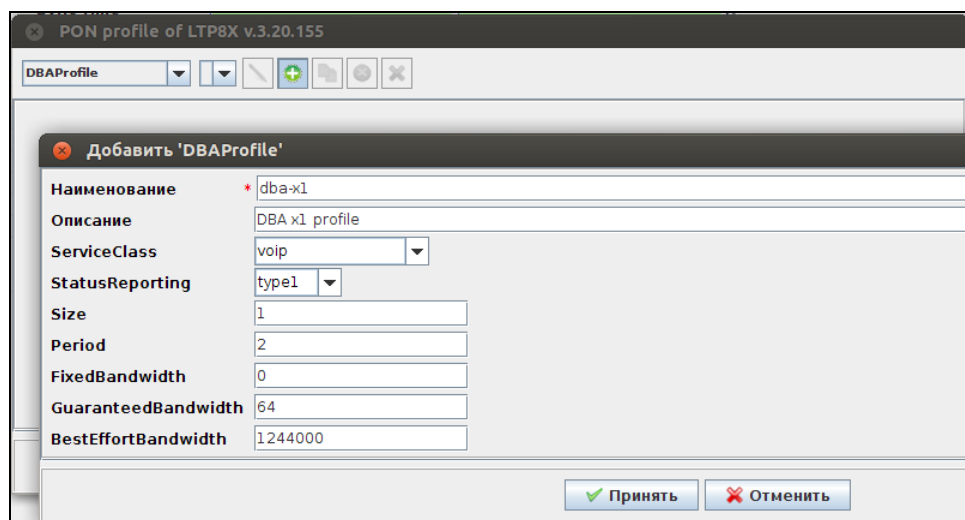 PON profile of LTP8X v.3.20.155
DBAProfile
Добавить 'DBAProfile'
Наименование * dba-x1
Описание DBA x1 profile
ServiceClass voip
StatusReporting type1
Size 1
Period 2
FixedBandwidth 0
GuaranteedBandwidth 64
BestEffortBandwidth 1244000
Принять Отменить